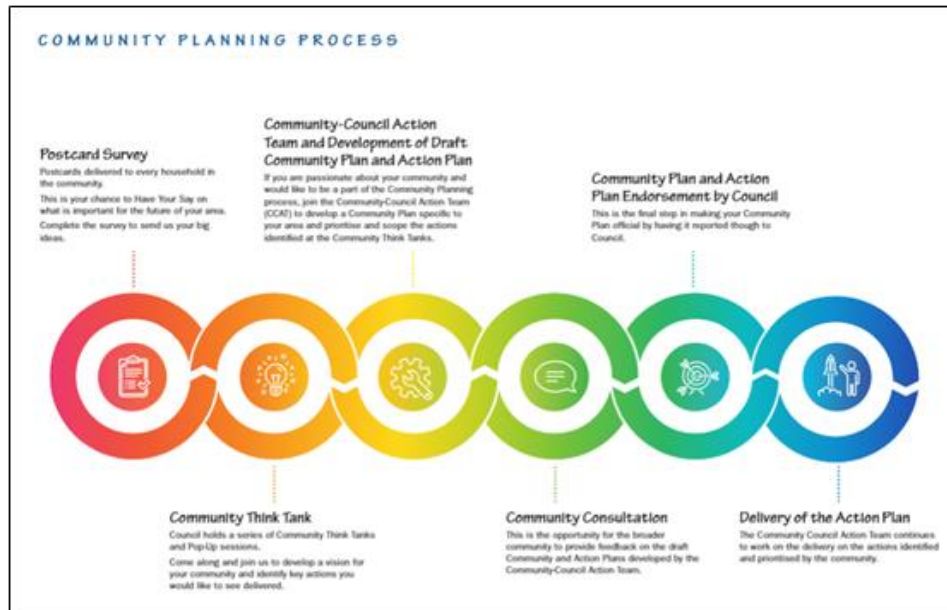 COMMUNITY PLANNING PROCESS
Postcard Survey
Postcards delivered to every household in
the community.
This is your chance to Have Your Say on
what is important for the future of your area.
Complete the survey to send us your big
ideas.
Community Think Tank
Council holds a series of Community Think Tanks
and Pop-Up sessions.
Come along and join us to develop a vision for
your community and identify key actions you
would like to see delivered.
Community-Council Action
Team and Development of Draft
Community Plan and Action Plan
If you are passionate about your community and
would like to be a part of the Community Planning
process, join the Community-Council Action Team
(CCAT) to develop a Community Plan specific to
your area and prioritise and scope the actions
identified at the Community Think Tanks.
Community Consultation
This is the opportunity for the broader
community to provide feedback on the draft
Community and Action Plans developed by the
Community-Council Action Team.
Community Plan and Action
Plan Endorsement by Council
This is the final step in making your Community
Plan official by having it reported though to
Council.
Delivery of the Action Plan
The Community Council Action Team continues
to work on the delivery on the actions identified
and prioritised by the community.